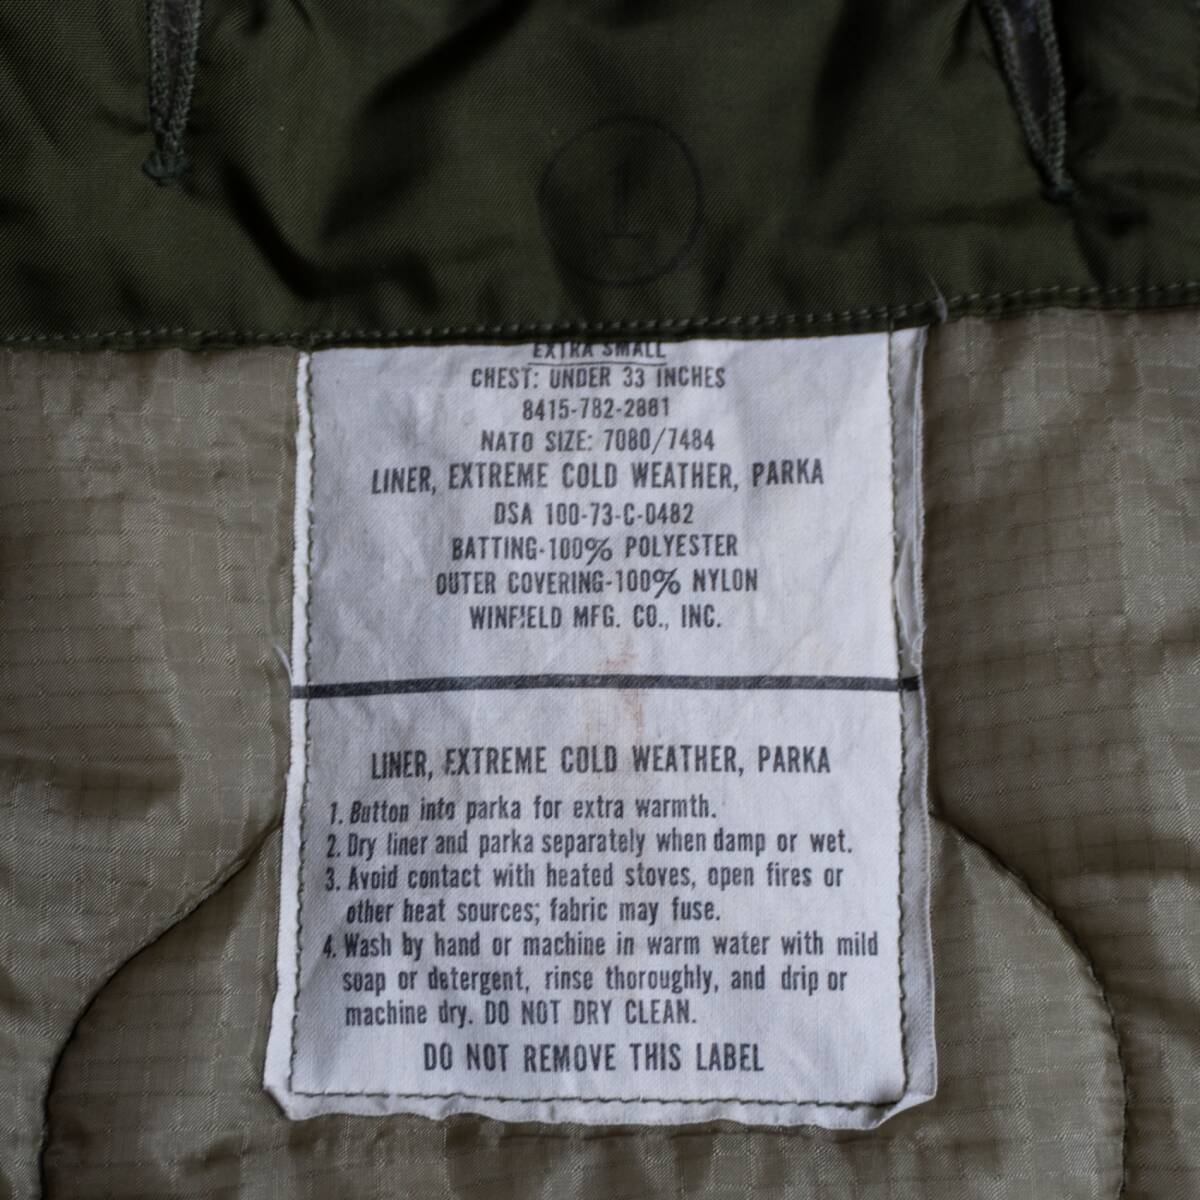 1
EXTRA SMALL
CHEST: UNDER 33 INCHES
8415-782-2881
NATO SIZE: 7080/7484
LINER, EXTREME COLD WEATHER, PARKA
DSA 100-73-C-0482
BATTING-100% POLYESTER
OUTER COVERING-100% NYLON
WINFIELD MFG. CO., INC.
LINER, EXTREME COLD WEATHER, PARKA
1. Button into parka for extra warmth.
2. Dry liner and parka separately when damp or wet.
3. Avoid contact with heated stoves, open fires or
other heat sources; fabric may fuse.
4. Wash by hand or machine in warm water with mild
soap or detergent, rinse thoroughly, and drip or
machine dry. DO NOT DRY CLEAN.
DO NOT REMOVE THIS LABEL